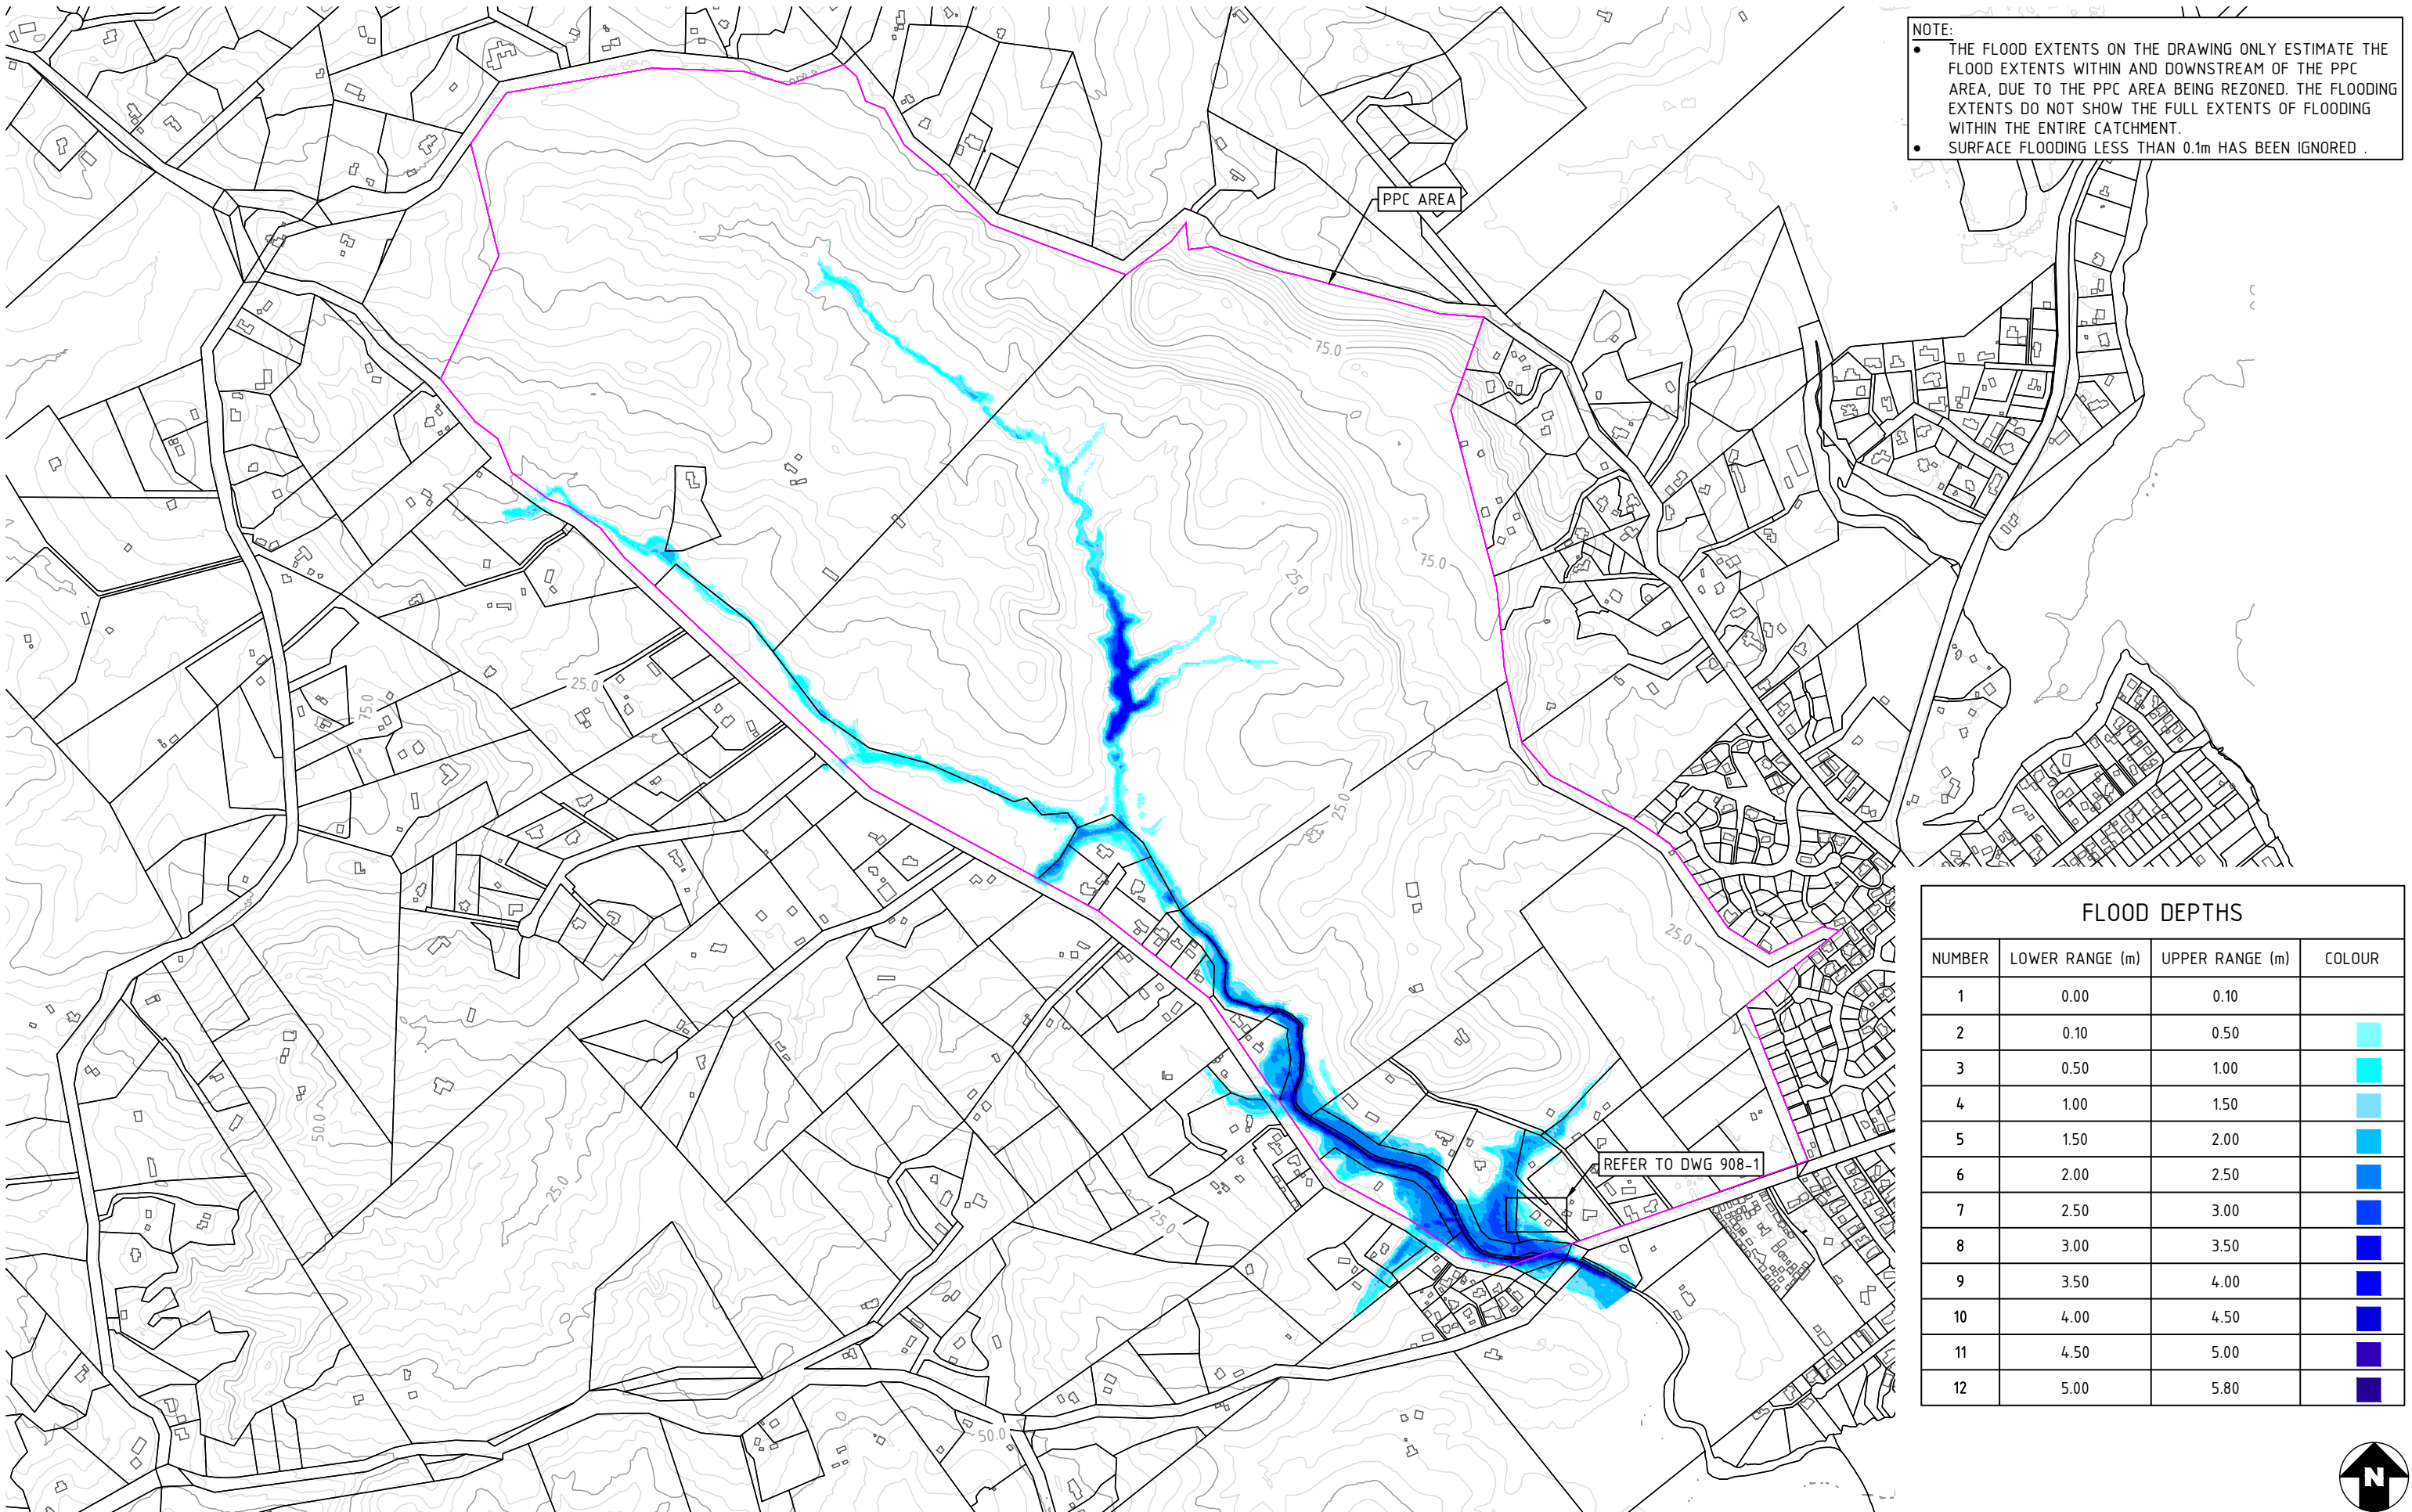 NOTE:
• THE FLOOD EXTENTS ON THE DRAWING ONLY ESTIMATE THE
FLOOD EXTENTS WITHIN AND DOWNSTREAM OF THE PPC
AREA, DUE TO THE PPC AREA BEING REZONED. THE FLOODING
EXTENTS DO NOT SHOW THE FULL EXTENTS OF FLOODING
WITHIN THE ENTIRE CATCHMENT.
• SURFACE FLOODING LESS THAN 0.1m HAS BEEN IGNORED .
PPC AREA
75.0
75.0
25.0
25.0
75.0
25.0
25.0
50.0
25.0
25.0
50.0
REFER TO DWG 908-1
FLOOD DEPTHS
NUMBER LOWER RANGE (m) UPPER RANGE (m) COLOUR
1 0.00 0.10
2 0.10 0.50
3 0.50 1.00
4 1.00 1.50
5 1.50 2.00
6 2.00 2.50
7 2.50 3.00
8 3.00 3.50
9 3.50 4.00
10 4.00 4.50
11 4.50 5.00
12 5.00 5.80
N